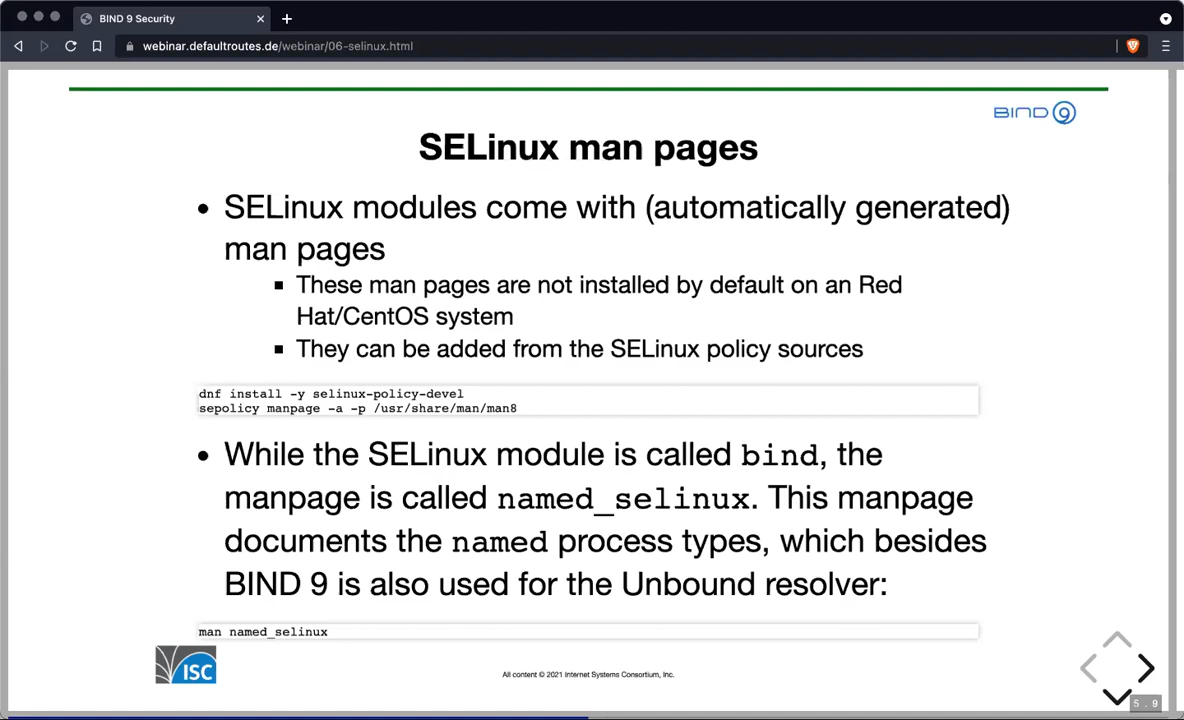 BIND 9 Security
webinar.defaultroutes.de/webinar/06-selinux.html
BIND 9
SELinux man pages
• SELinux modules come with (automatically generated)
man pages
▪ These man pages are not installed by default on an Red
Hat/CentOS system
▪ They can be added from the SELinux policy sources
dnf install -y selinux-policy-devel
sepolicy manpage -a -p /usr/share/man/man8
• While the SELinux module is called bind, the
manpage is called named_selinux. This manpage
documents the named process types, which besides
BIND 9 is also used for the Unbound resolver:
man named_selinux
ISC
All content © 2021 Internet Systems Consortium, Inc.
5 . 9